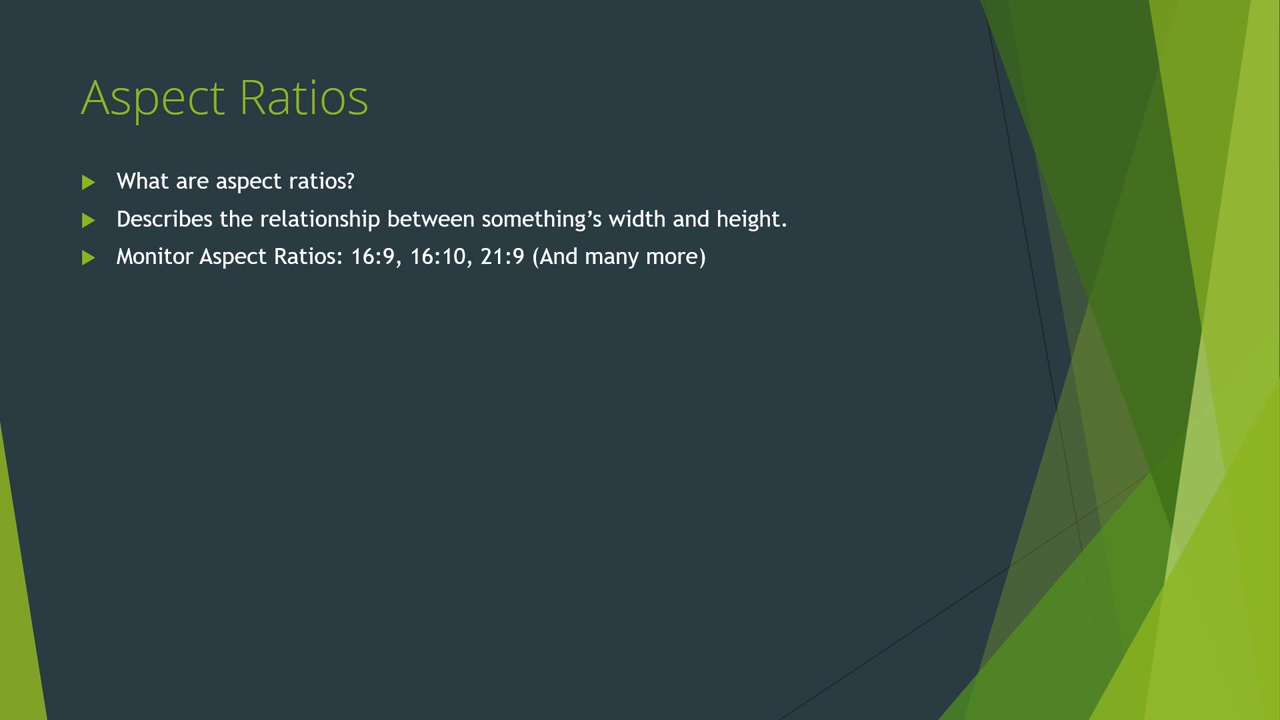 Aspect Ratios
What are aspect ratios?
Describes the relationship between something’s width and height.
Monitor Aspect Ratios: 16:9, 16:10, 21:9 (And many more)